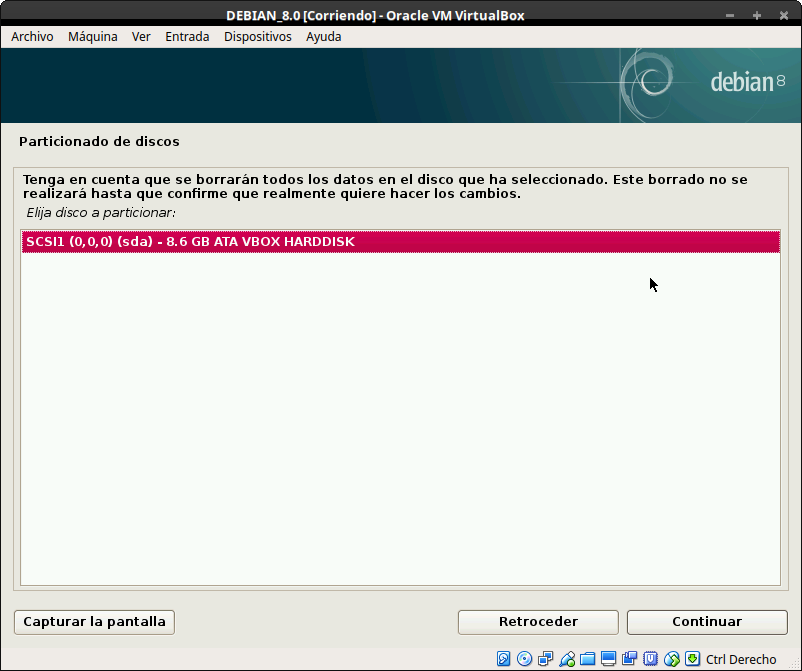 DEBIAN_8.0 [Corriendo] - Oracle VM VirtualBox
Archivo Máquina Ver Entrada Dispositivos Ayuda
debian 8
Particionado de discos
Tenga en cuenta que se borrarán todos los datos en el disco que ha seleccionado. Este borrado no se
realizará hasta que confirme que realmente quiere hacer los cambios.
Elija disco a particionar:
SCSI1 (0,0,0) (sda) - 8.6 GB ATA VBOX HARDDISK
Capturar la pantalla Retroceder Continuar
Ctrl Derecho